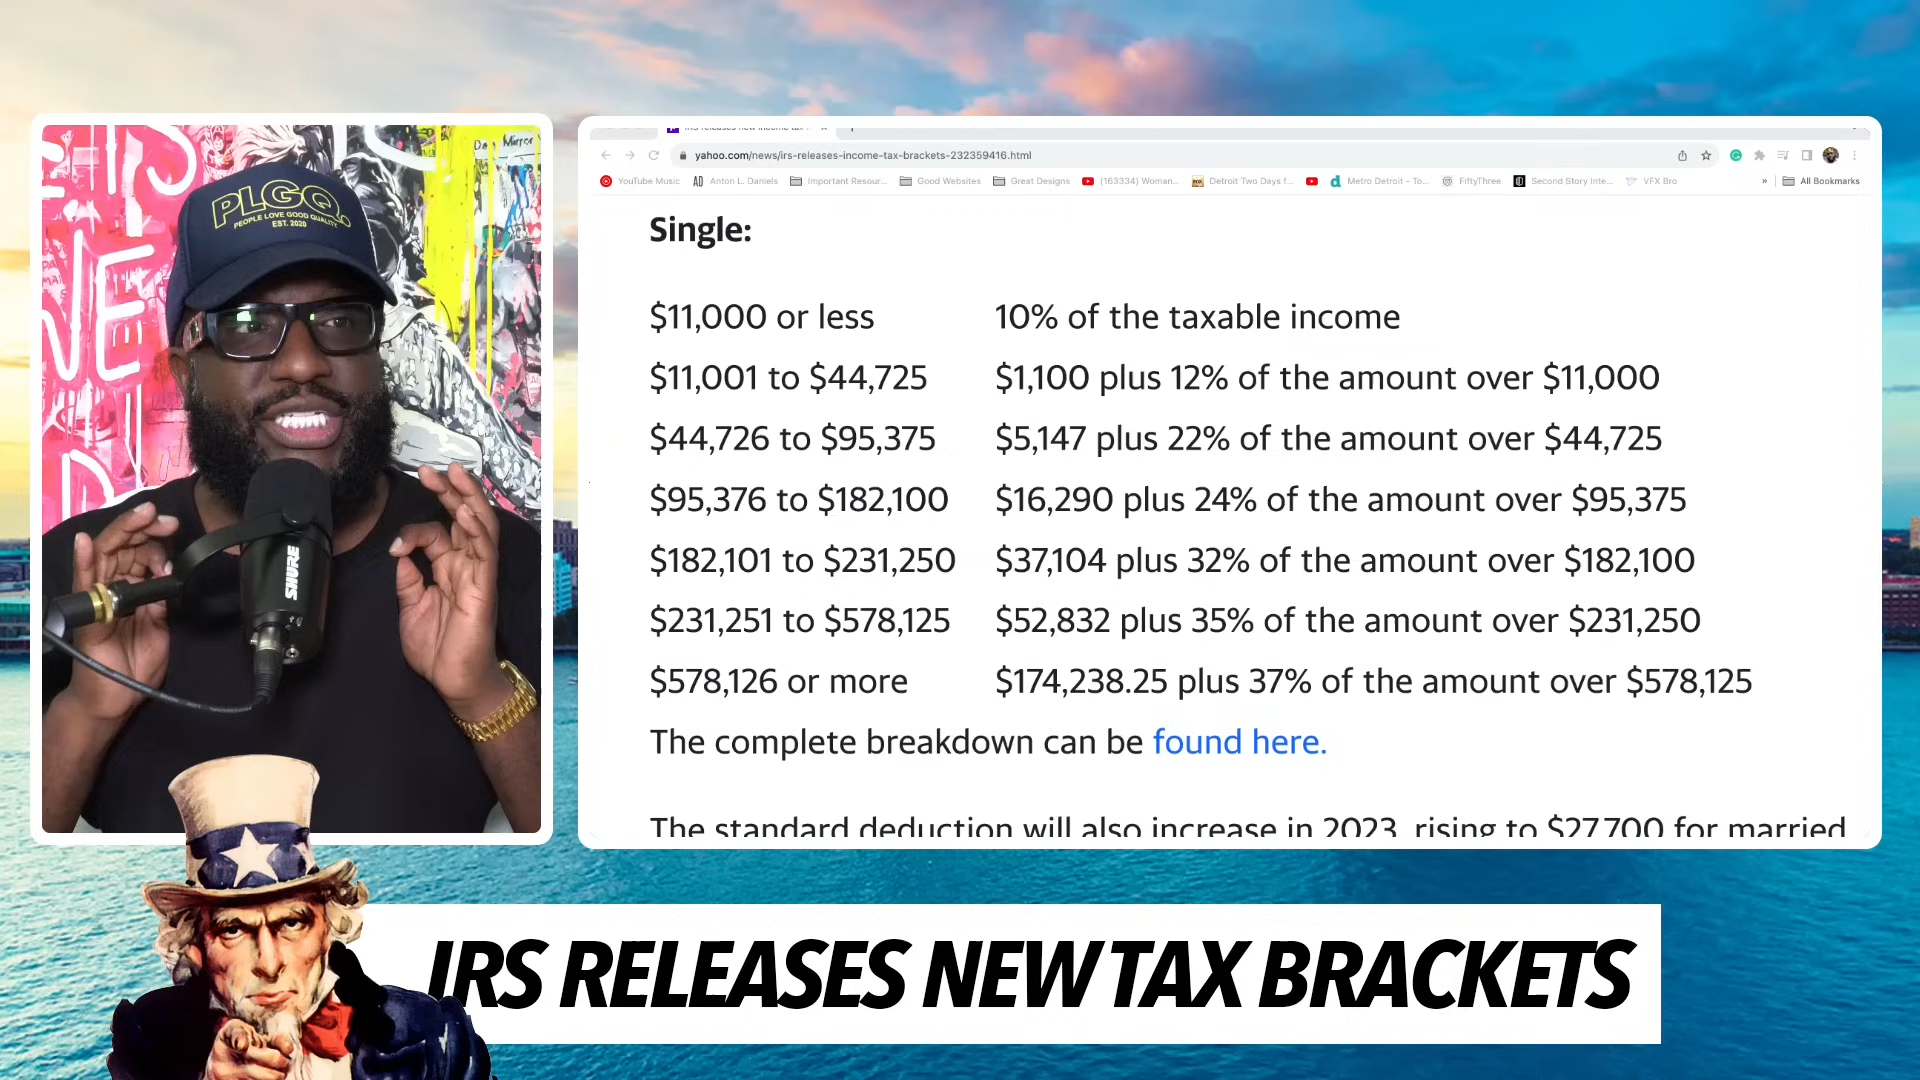 PLGQ.
PEOPLE LOVE GOOD QUALITY
EST. 2020
SHURE
yahoo.com/news/irs-releases-income-tax-brackets-232359416.html
YouTube Music
Anton L. Daniels
Important Resour...
Good Websites
Great Designs
(163334) Woman...
Detroit Two Days f...
Metro Detroit - To...
FiftyThree
Second Story Inte...
VFX Bro
»
All Bookmarks
Single:
$11,000 or less 10% of the taxable income
$11,001 to $44,725 $1,100 plus 12% of the amount over $11,000
$44,726 to $95,375 $5,147 plus 22% of the amount over $44,725
$95,376 to $182,100 $16,290 plus 24% of the amount over $95,375
$182,101 to $231,250 $37,104 plus 32% of the amount over $182,100
$231,251 to $578,125 $52,832 plus 35% of the amount over $231,250
$578,126 or more $174,238.25 plus 37% of the amount over $578,125
The complete breakdown can be found here.
The standard deduction will also increase in 2023, rising to $27,700 for married
IRS RELEASES NEW TAX BRACKETS